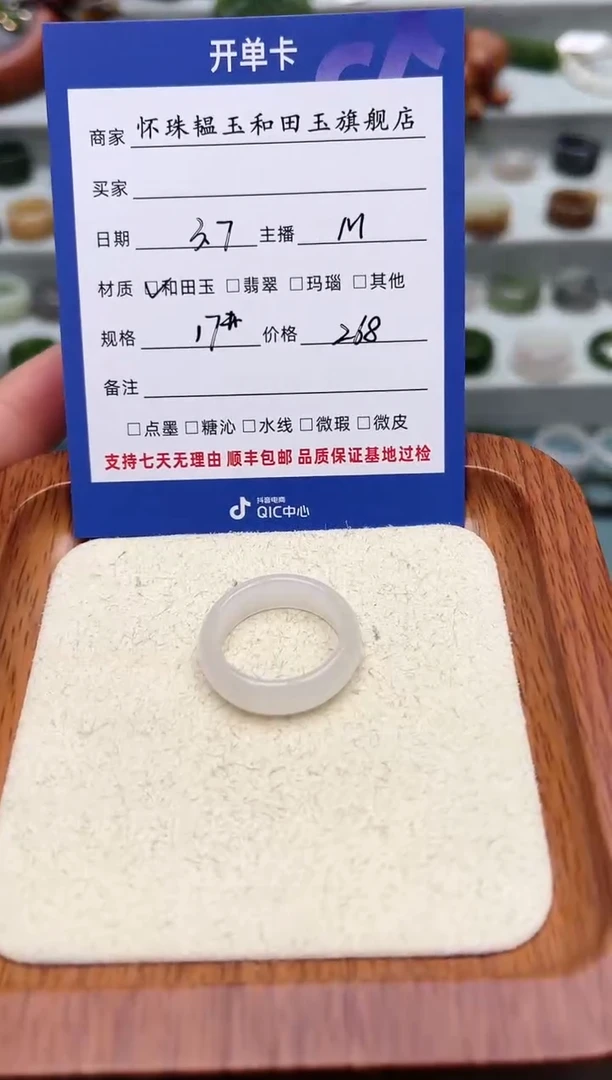 开单卡
商家 怀珠韫玉和田玉旗舰店
买家
日期 3.7 主播 M
材质 ☑和田玉 □翡翠 □玛瑙 □其他
规格 17# 价格 268
备注
□点墨 □糖沁 □水线 □微瑕 □微皮
支持七天无理由 顺丰包邮 品质保证基地过检
抖音电商
QIC中心